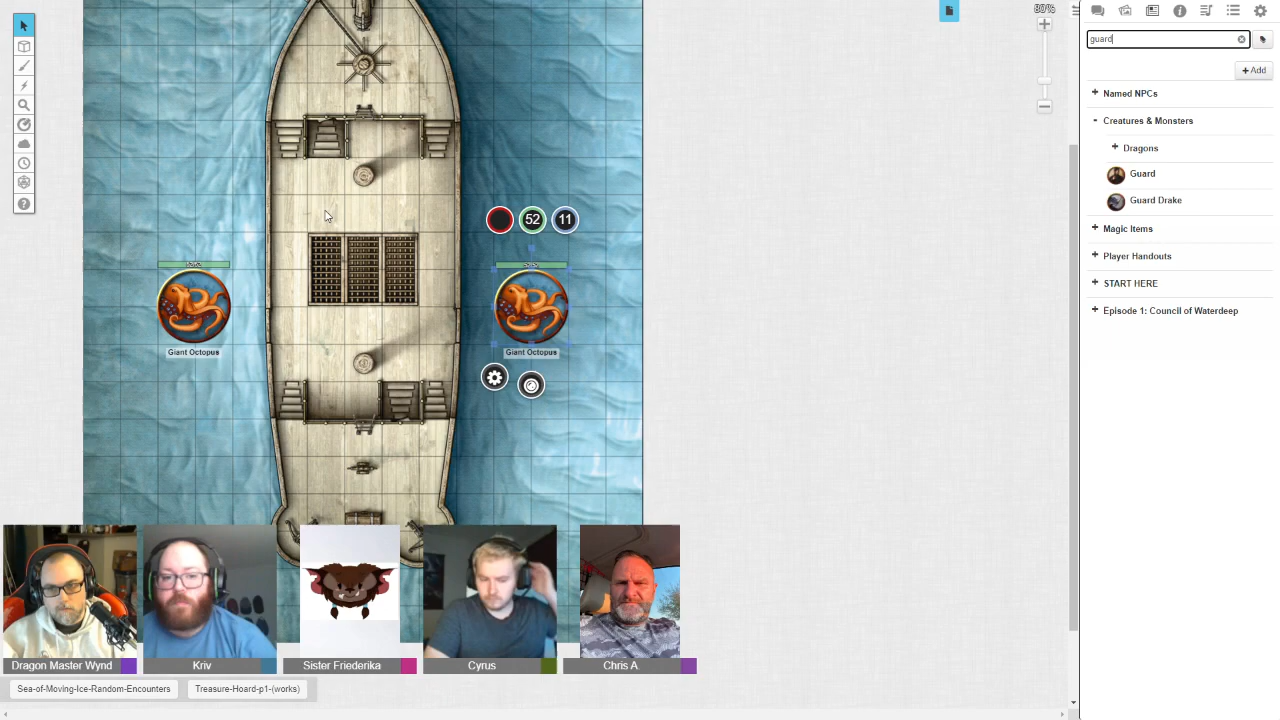 80%
guard
+ Add
Named NPCs
Creatures & Monsters
Dragons
Guard
Guard Drake
Magic Items
Player Handouts
START HERE
Episode 1: Council of Waterdeep
52 11
Giant Octopus
Giant Octopus
Dragon Master Wynd
Kriv
Sister Friederika
Cyrus
Chris A.
Sea-of-Moving-Ice-Random-Encounters
Treasure-Hoard-p1-(works)